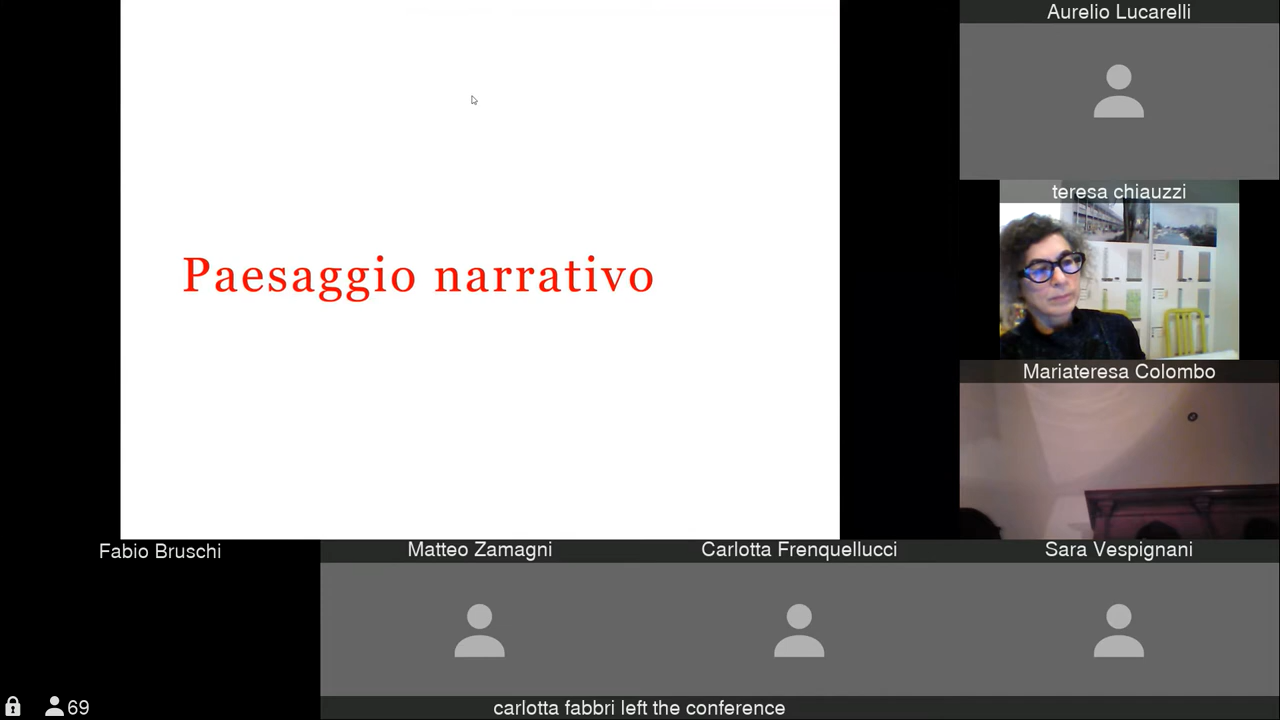 Aurelio Lucarelli
teresa chiauzzi
Paesaggio narrativo
Mariateresa Colombo
Fabio Bruschi
Matteo Zamagni
Carlotta Frenquellucci
Sara Vespignani
69
carlotta fabbri left the conference